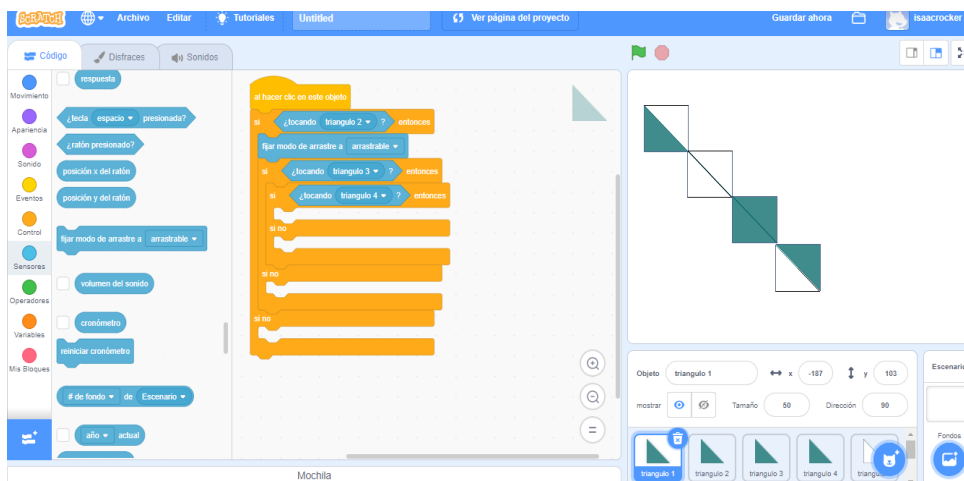 SCRATCH Archivo Editar Tutoriales Untitled Ver página del proyecto Guardar ahora isaacrocker
Código Disfraces Sonidos
Movimiento
Apariencia
Sonido
Eventos
Control
Sensores
Operadores
Variables
Mis Bloques
respuesta
¿tecla espacio presionada?
¿ratón presionado?
posición x del ratón
posición y del ratón
fijar modo de arrastre a arrastrable
volumen del sonido
cronómetro
reiniciar cronómetro
# de fondo de Escenario
año actual
al hacer clic en este objeto
si ¿tocando triangulo 2 ? entonces
fijar modo de arrastre a arrastrable
si ¿tocando triangulo 3 ? entonces
si ¿tocando triangulo 4 ? entonces
si no
si no
si no
=
Mochila
Objeto triangulo 1 x -187 y 103
mostrar Tamaño 50 Dirección 90
triangulo 1 triangulo 2 triangulo 3 triangulo 4
Escenario
Fondos